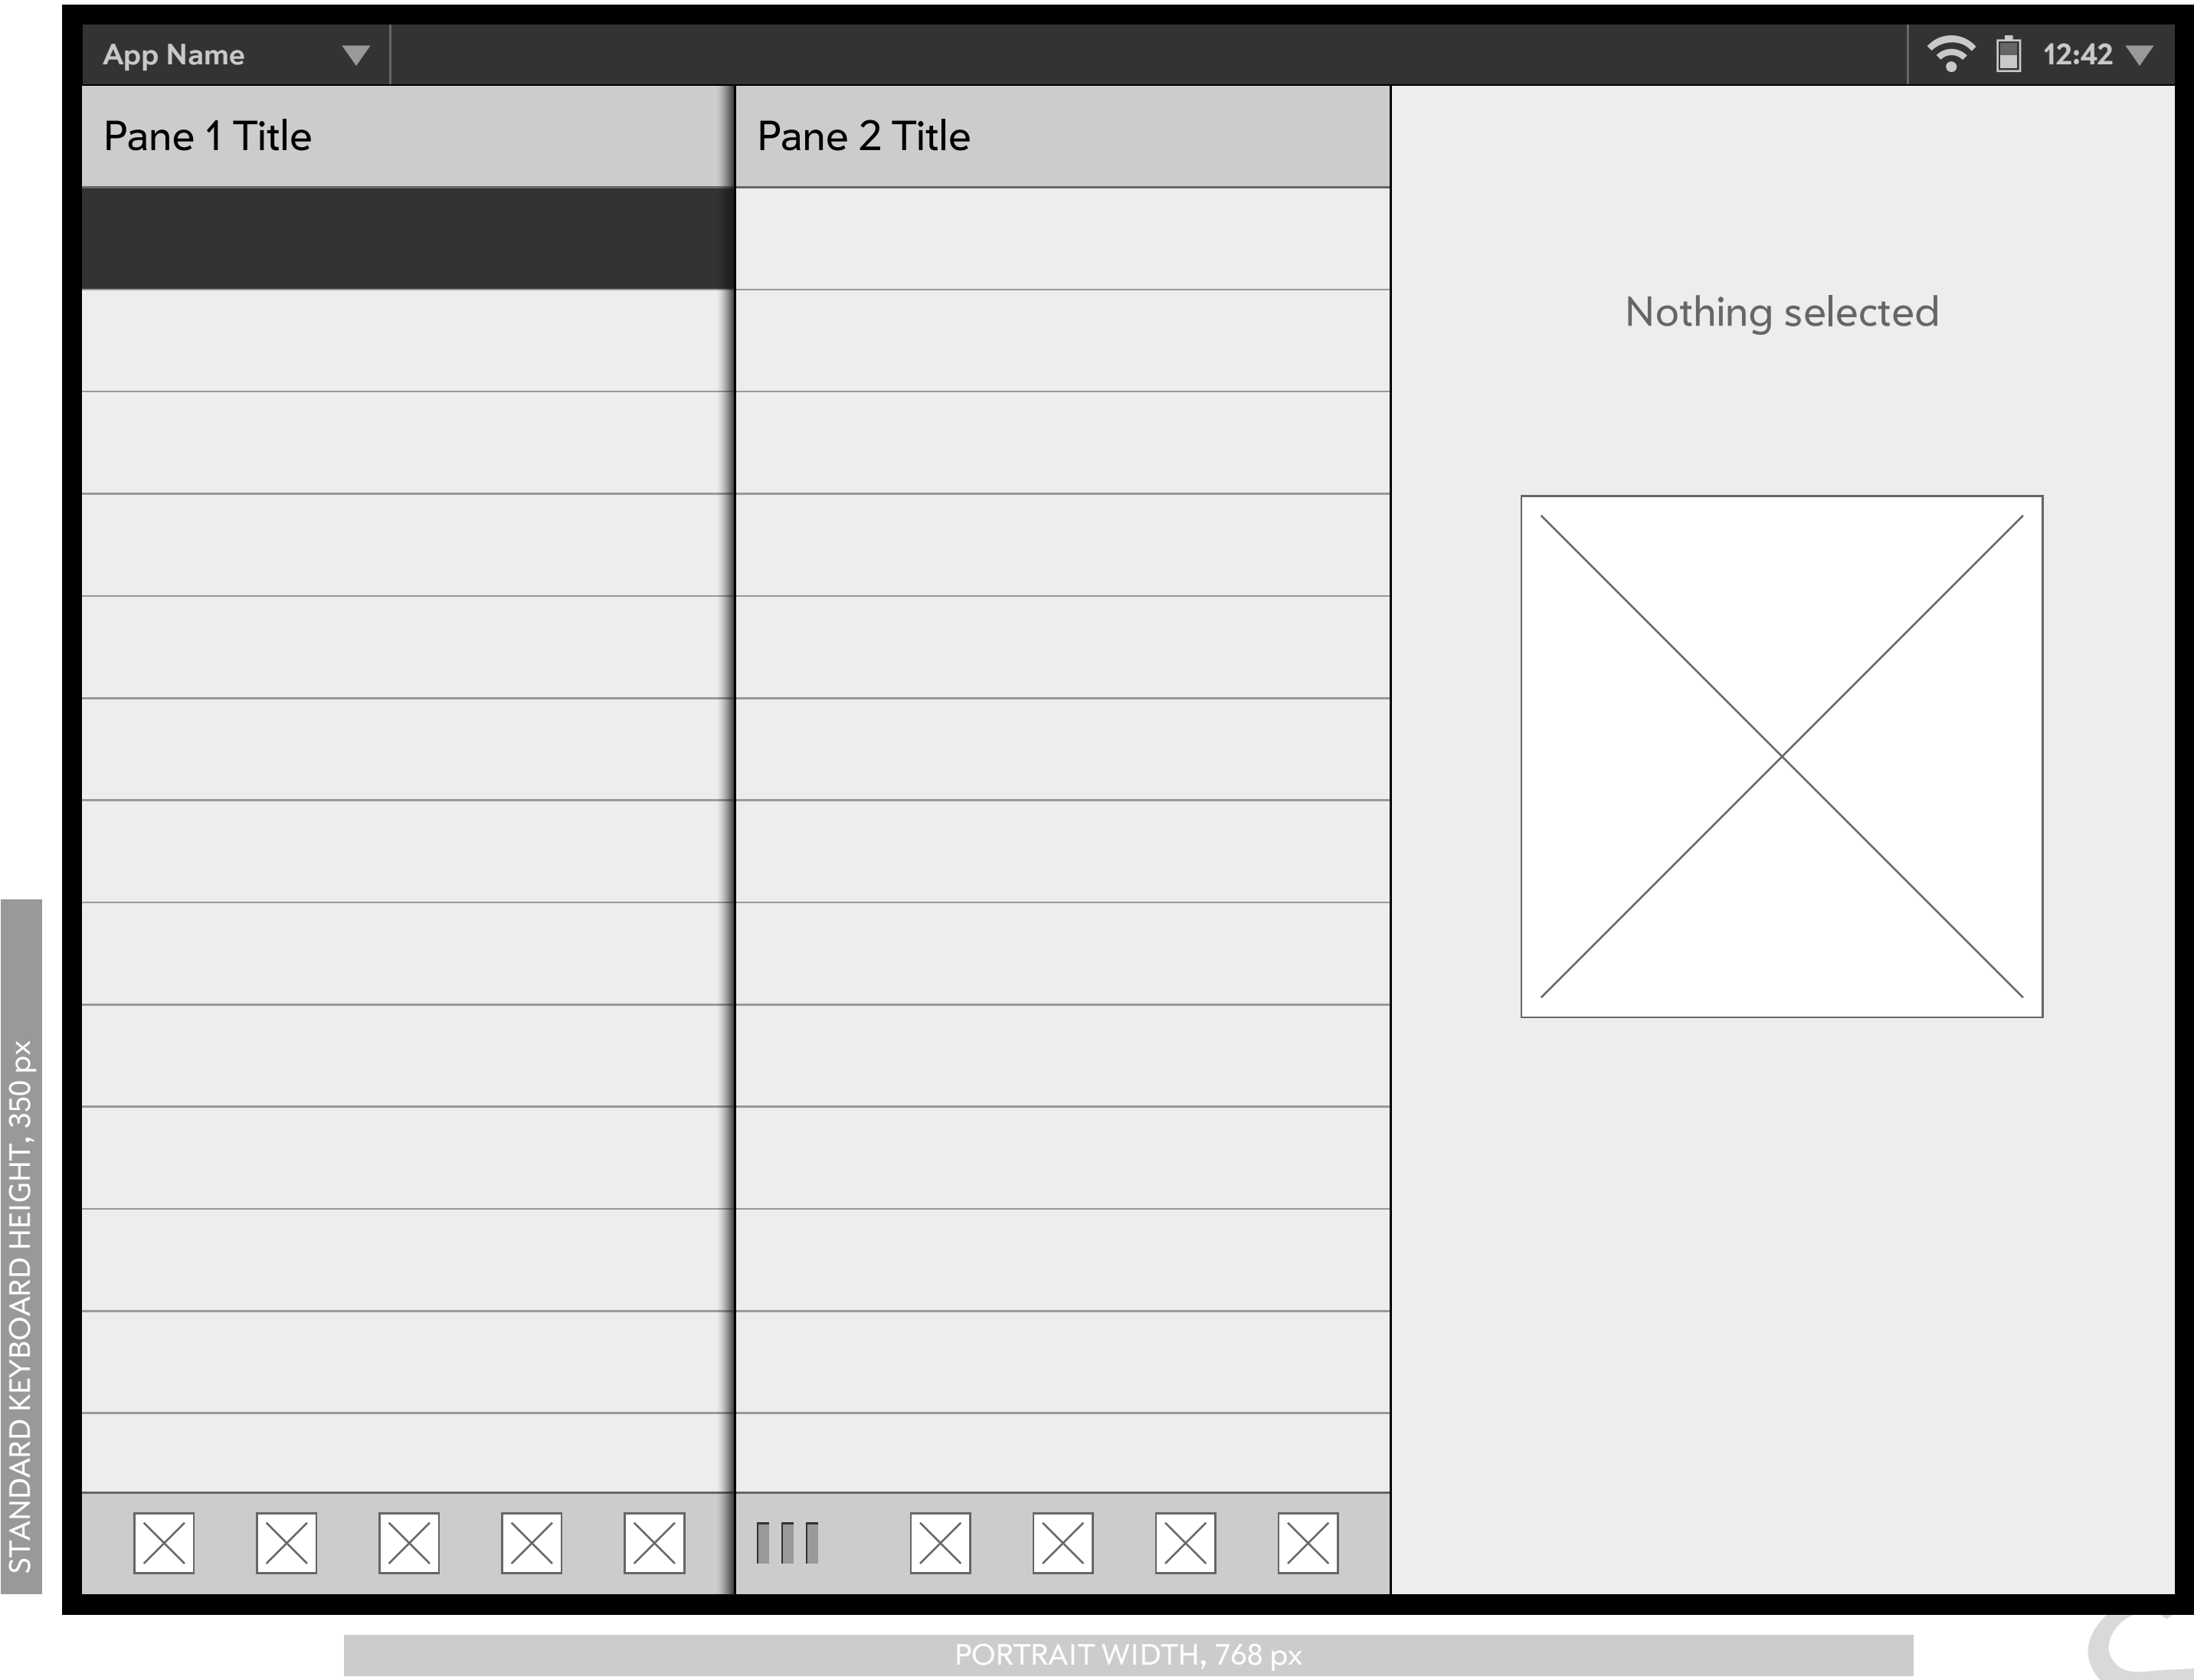 App Name
12:42
Pane 1 Title
Pane 2 Title
Nothing selected
STANDARD KEYBOARD HEIGHT, 350 px
PORTRAIT WIDTH, 768 px